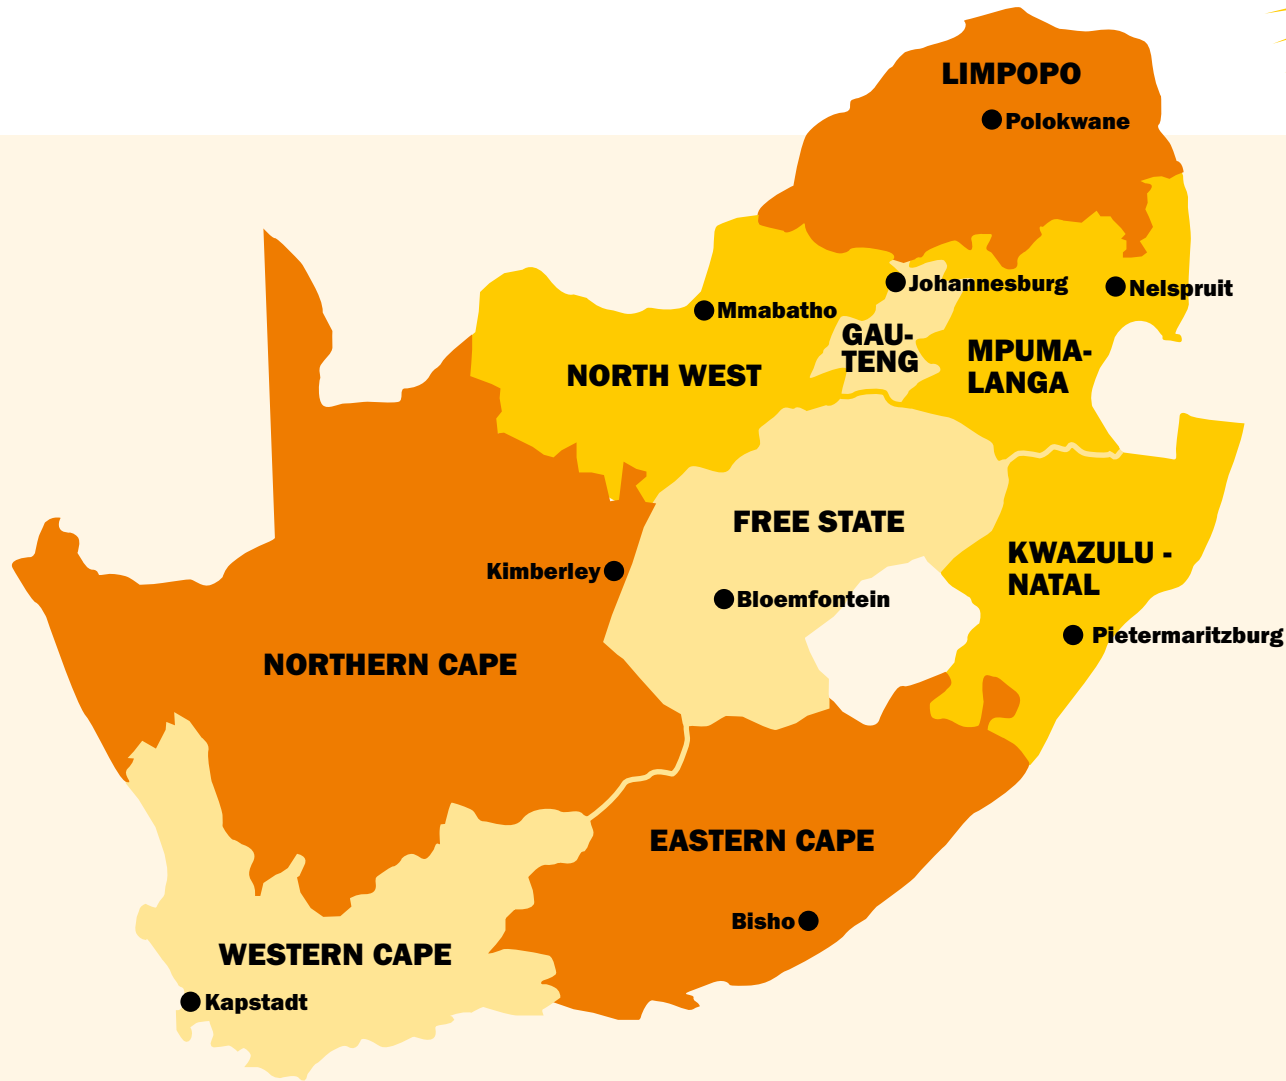 LIMPOPO
Polokwane
Johannesburg
Nelspruit
Mmabatho
GAU-
TENG
MPUMA-
LANGA
NORTH WEST
FREE STATE
KWAZULU -
NATAL
Kimberley
Bloemfontein
Pietermaritzburg
NORTHERN CAPE
EASTERN CAPE
Bisho
WESTERN CAPE
Kapstadt